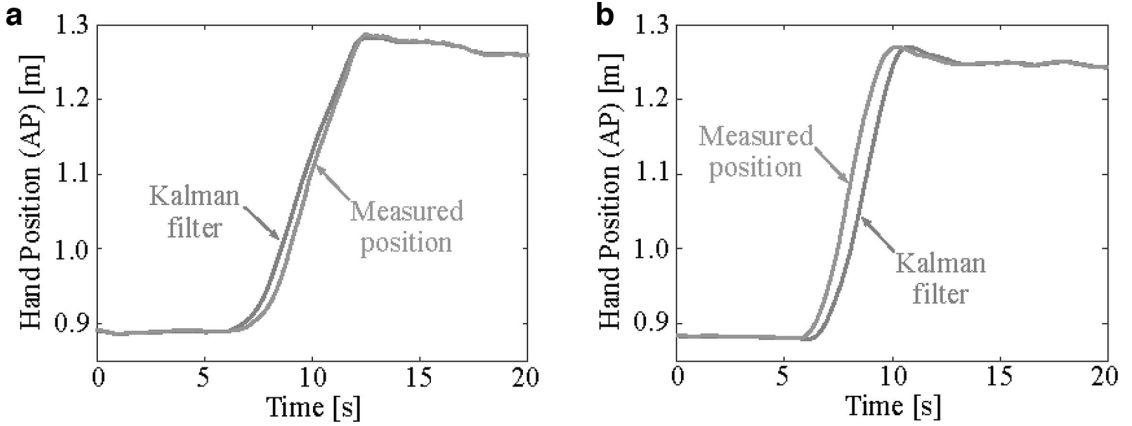 a
Hand Position (AP) [m]
1.3
1.2
1.1
1.0
0.9
Kalman
filter
Measured
position
0 5 10 15 20
Time [s]
b
Hand Position (AP) [m]
1.3
1.2
1.1
1.0
0.9
Measured
position
Kalman
filter
0 5 10 15 20
Time [s]